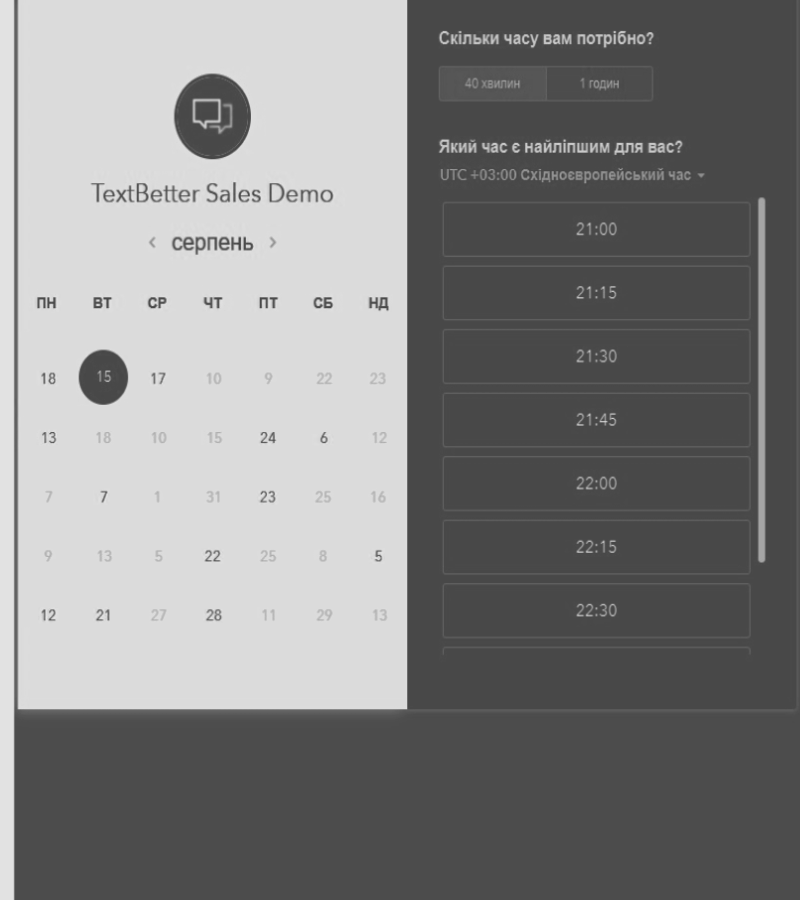 TextBetter Sales Demo
< серпень >
ПН ВТ СР ЧТ ПТ СБ НД
18 15 17 10 9 22 23
13 18 10 15 24 6 12
7 7 1 31 23 25 16
9 13 5 22 25 8 5
12 21 27 28 11 29 13
Скільки часу вам потрібно?
40 хвилин 1 годин
Який час є найліпшим для вас?
UTC +03:00 Східноєвропейський час
21:00
21:15
21:30
21:45
22:00
22:15
22:30